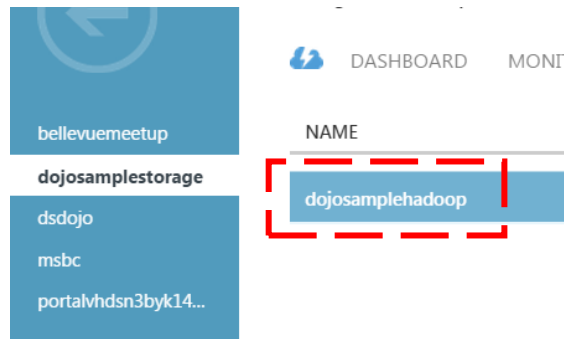 DASHBOARD
NAME
bellevuemeetup
dojosamplestorage
dsdojo
msbc
portalvhdsn3byk14...
dojosamplehadoop